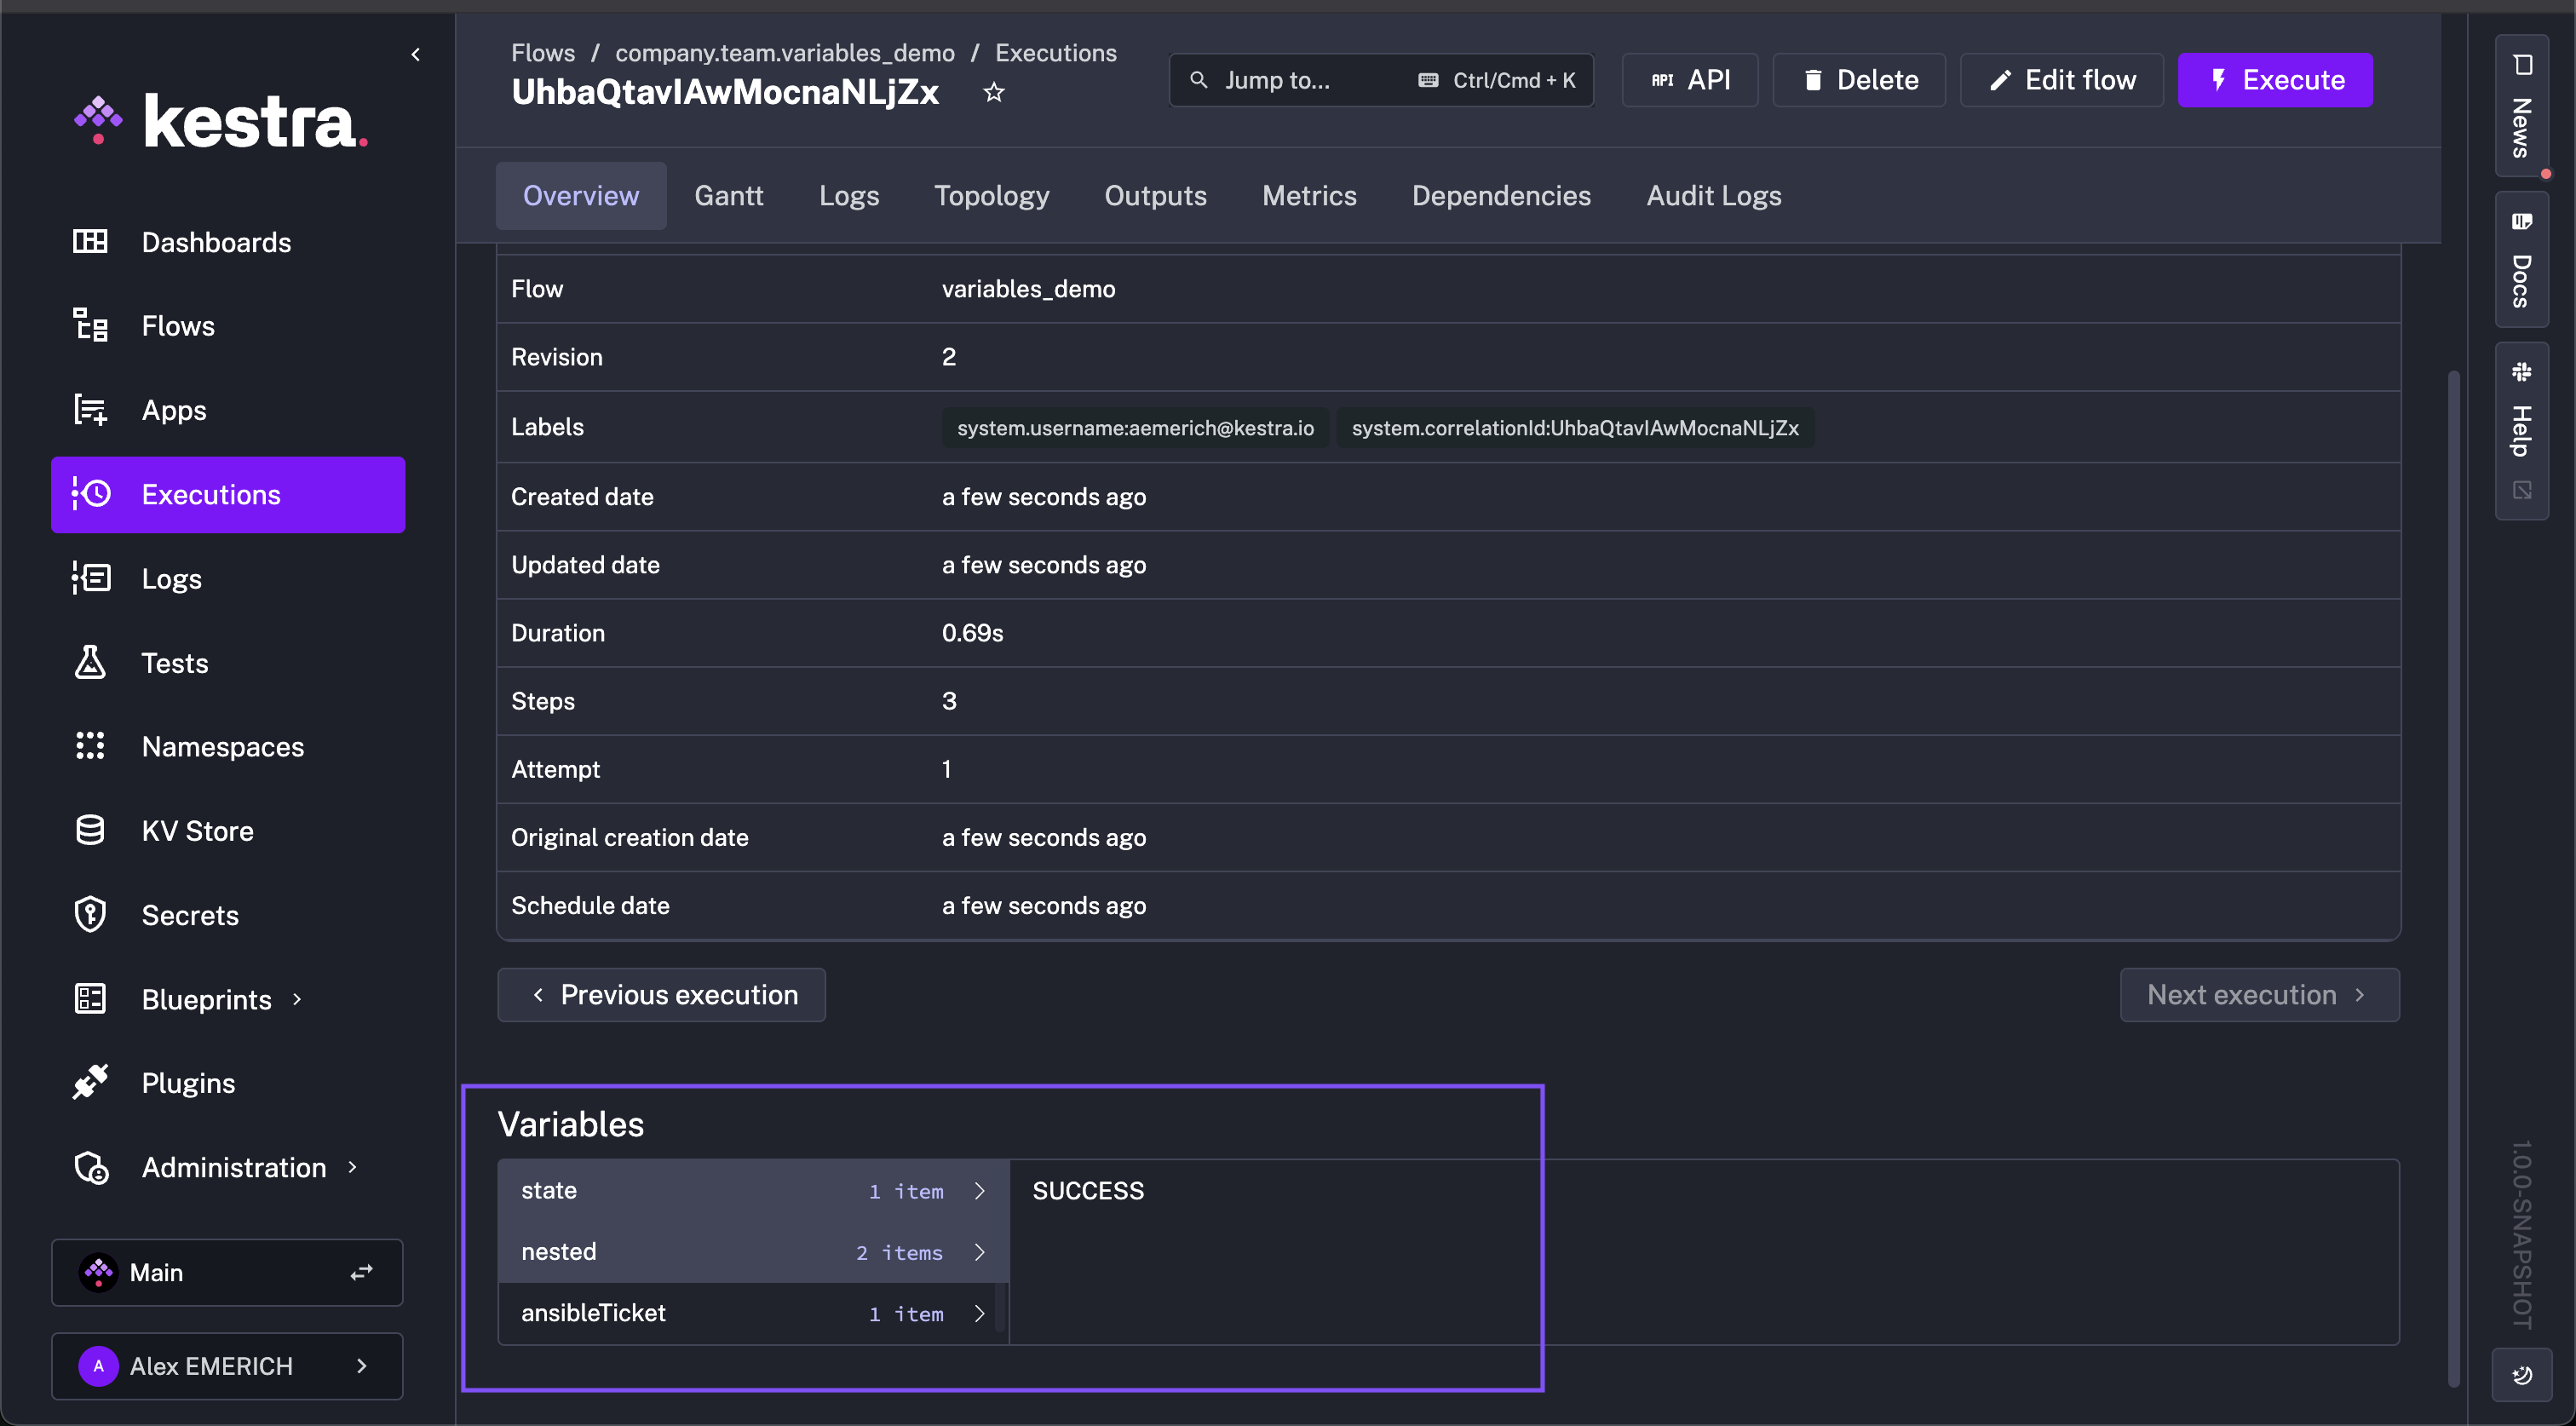 kestra.
Dashboards
Flows
Apps
Executions
Logs
Tests
Namespaces
KV Store
Secrets
Blueprints
Plugins
Administration
Main
A Alex EMERICH
Flows / company.team.variables_demo / Executions
UhbaQtavIAwMocnaNLjZx
Jump to... Ctrl/Cmd + K
API API
Delete
Edit flow
Execute
Overview Gantt Logs Topology Outputs Metrics Dependencies Audit Logs
Flow variables_demo
Revision 2
Labels system.username:aemerich@kestra.io system.correlationId:UhbaQtavIAwMocnaNLjZx
Created date a few seconds ago
Updated date a few seconds ago
Duration 0.69s
Steps 3
Attempt 1
Original creation date a few seconds ago
Schedule date a few seconds ago
Previous execution Next execution
Variables
state 1 item SUCCESS
nested 2 items
ansibleTicket 1 item
News
Docs
Help
1.0.0-SNAPSHOT